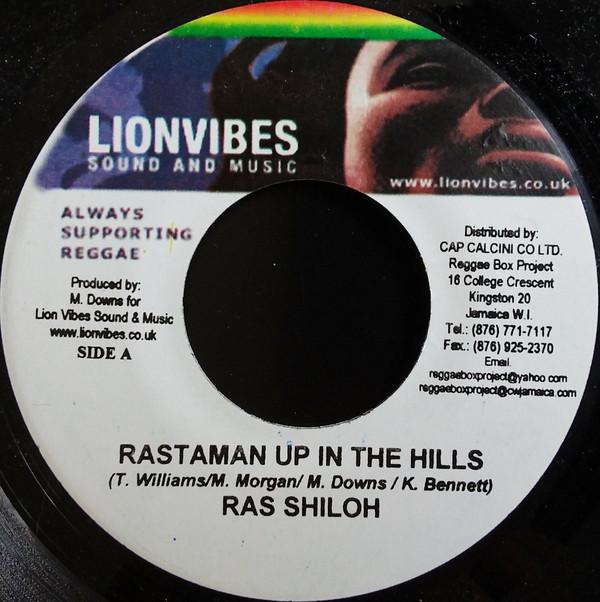 LIONVIBES
SOUND AND MUSIC
www.lionvibes.co.uk
ALWAYS
SUPPORTING
REGGAE
Produced by:
M. Downs for
Lion Vibes Sound & Music
www.lionvibes.co.uk
SIDE A
Distributed by:
CAP CALCINI CO LTD.
Reggae Box Project
16 College Crescent
Kingston 20
Jamaica W.I.
Tel.: (876) 771-7117
Fax.: (876) 925-2370
Email.
reggaeboxproject@yahoo com
reggaeboxproject@cwjamaica.com
RASTAMAN UP IN THE HILLS
(T. Williams/M. Morgan/ M. Downs / K. Bennett)
RAS SHILOH